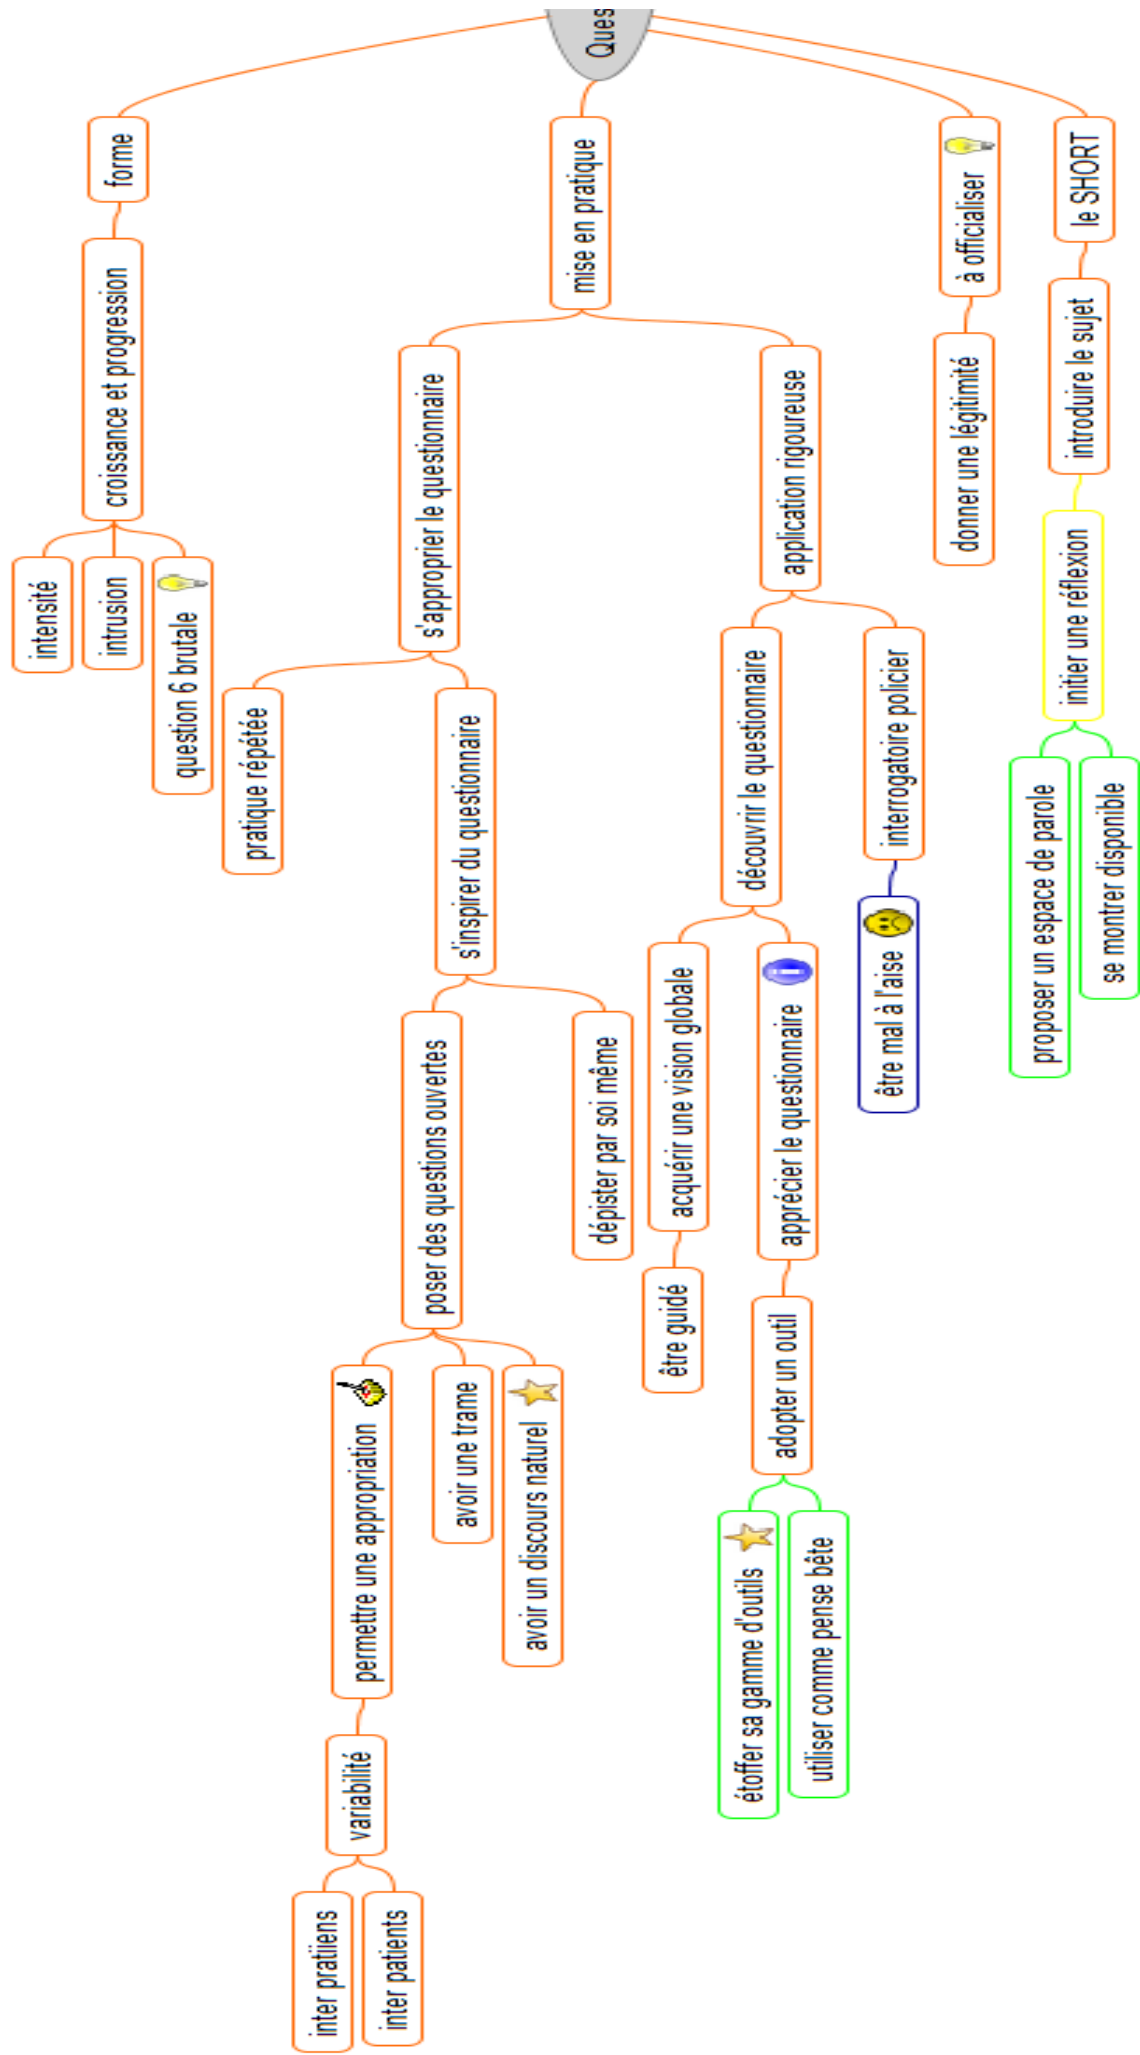 Ques
forme
croissance et progression
intensité
intrusion
question 6 brutale
mise en pratique
s'approprier le questionnaire
pratique répétée
s'inspirer du questionnaire
poser des questions ouvertes
permettre une appropriation
variabilité
inter pratiiens
inter patients
avoir une trame
avoir un discours naturel
dépister par soi même
application rigoureuse
découvrir le questionnaire
acquérir une vision globale
être guidé
apprécier le questionnaire
adopter un outil
étoffer sa gamme d'outils
utiliser comme pense bête
interrogatoire policier
être mal à l'aise
à officialiser
donner une légitimité
le SHORT
introduire le sujet
initier une réflexion
proposer un espace de parole
se montrer disponible